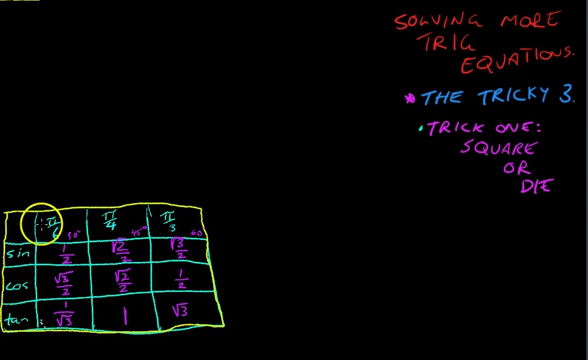 SOLVING MORE
TRIG
EQUATIONS.
* THE TRICKY 3.
• TRICK ONE:
SQUARE
OR
DIE
π/6 30° π/4 45° π/3 60
sin 1/2 √2/2 √3/2
cos √3/2 √2/2 1/2
tan 1/√3 1 √3